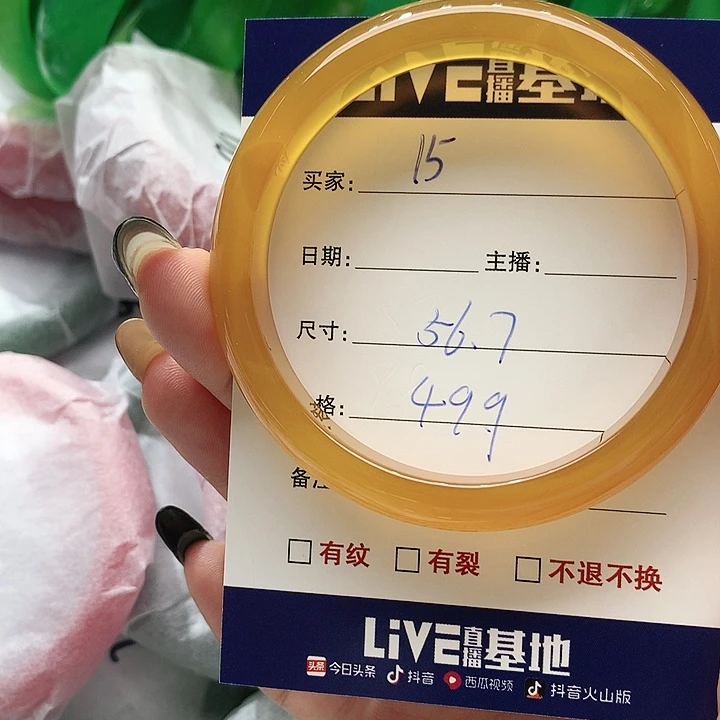 LIVE直播基地
买家: 15
日期: 主播:
尺寸: 56.7
格: 499
备注
□ 有纹 □ 有裂 □ 不退不换
LIVE直播基地
头条 今日头条 抖音 西瓜视频 抖音火山版